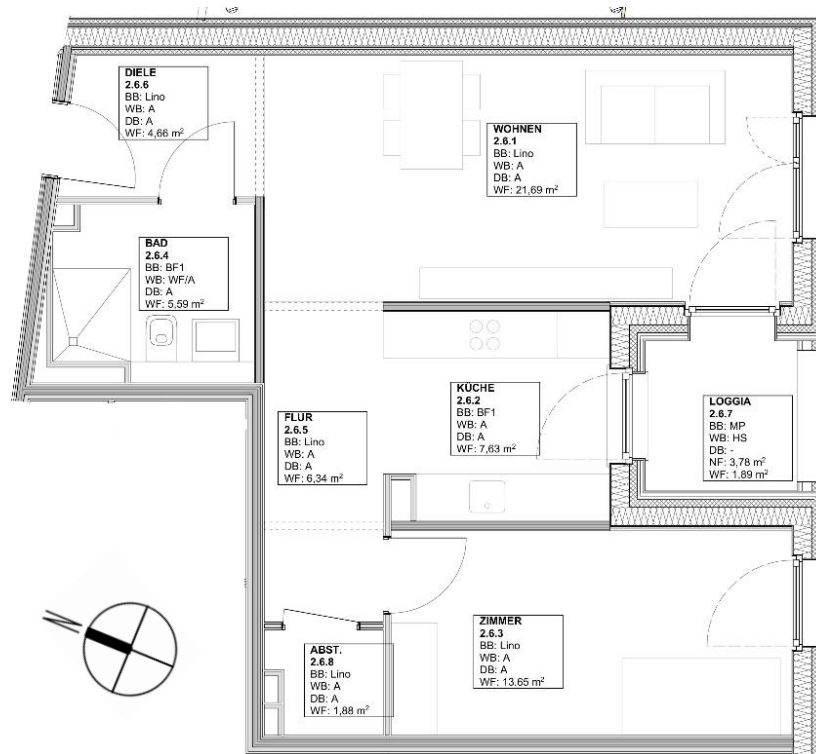 DIELE
2.6.6
BB: Lino
WB: A
DB: A
WF: 4,66 m²
WOHNEN
2.6.1
BB: Lino
WB: A
DB: A
WF: 21,69 m²
BAD
2.6.4
BB: BF1
WB: WF/A
DB: A
WF: 5,59 m²
KÜCHE
2.6.2
BB: BF1
WB: A
DB: A
WF: 7,63 m²
LOGGIA
2.6.7
BB: MP
WB: HS
DB: -
NF: 3,78 m²
WF: 1,89 m²
FLUR
2.6.5
BB: Lino
WB: A
DB: A
WF: 6,34 m²
ZIMMER
2.6.3
BB: Lino
WB: A
DB: A
WF: 13,65 m²
ABST.
2.6.8
BB: Lino
WB: A
DB: A
WF: 1,88 m²
N